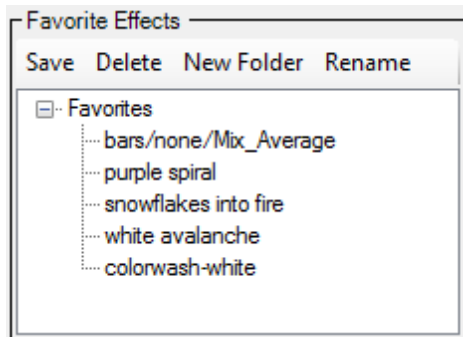 Favorite Effects
Save Delete New Folder Rename
Favorites
bars/none/Mix_Average
purple spiral
snowflakes into fire
white avalanche
colorwash-white